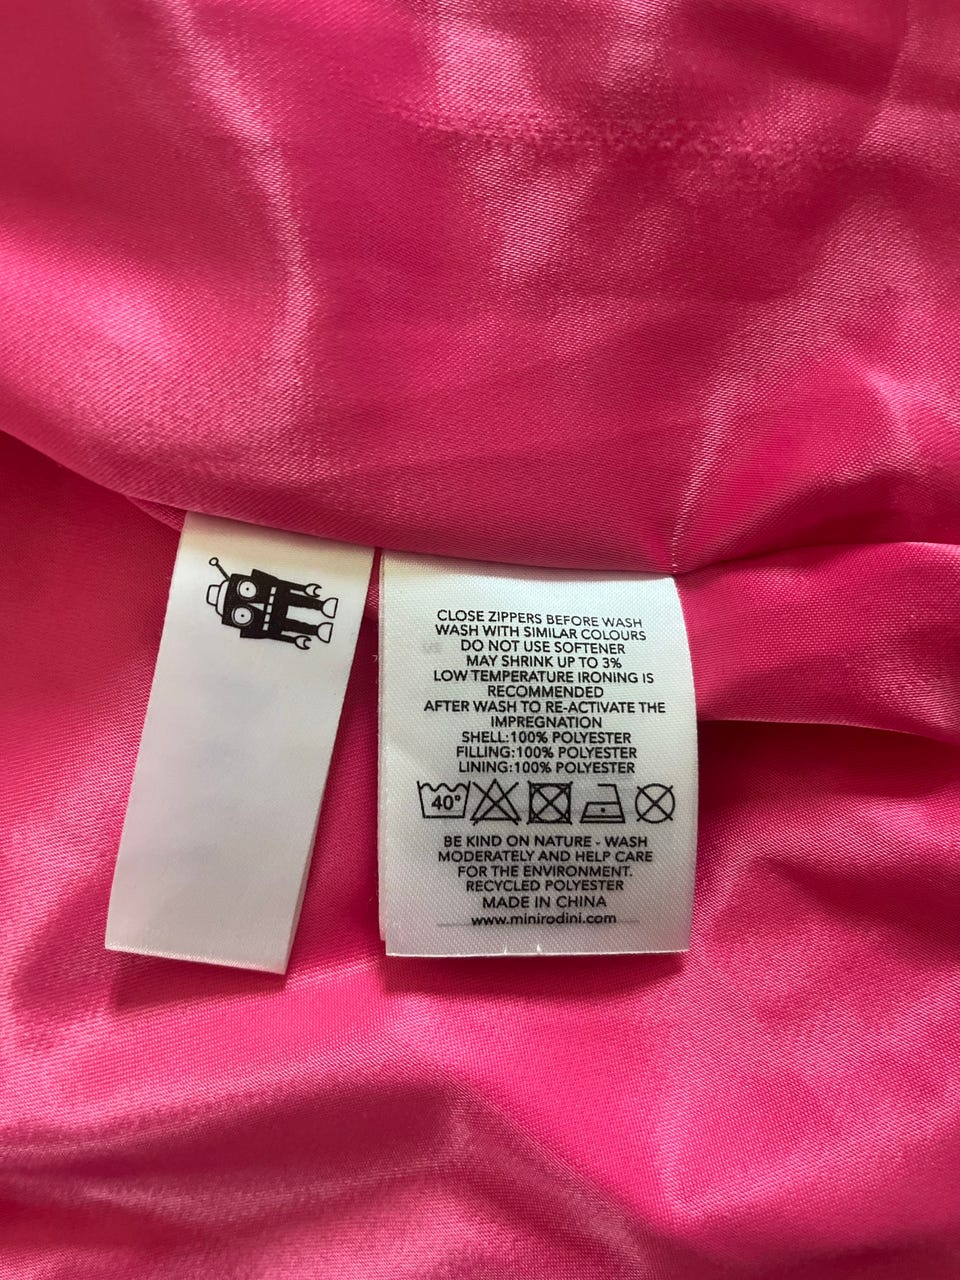 CLOSE ZIPPERS BEFORE WASH
WASH WITH SIMILAR COLOURS
DO NOT USE SOFTENER
MAY SHRINK UP TO 3%
LOW TEMPERATURE IRONING IS
RECOMMENDED
AFTER WASH TO RE-ACTIVATE THE
IMPREGNATION
SHELL:100% POLYESTER
FILLING:100% POLYESTER
LINING:100% POLYESTER
40°
BE KIND ON NATURE - WASH
MODERATELY AND HELP CARE
FOR THE ENVIRONMENT.
RECYCLED POLYESTER
MADE IN CHINA
www.minirodini.com